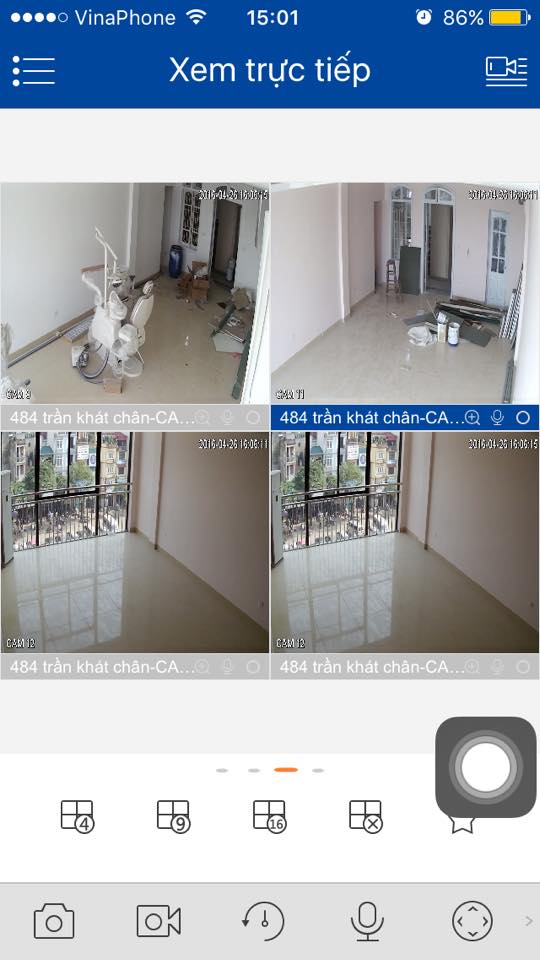 VinaPhone 15:01 86%
Xem trực tiếp
2016-04-26 16:06:15
CAM 9
484 trần khát chân-CA...
2016-04-26 16:06:11
CAM 11
484 trần khát chân-CA...
2016-04-26 16:06:11
CAM 12
484 trần khát chân-CA...
2016-04-26 16:06:15
CAM 12
484 trần khát chân-CA...
4 9 16